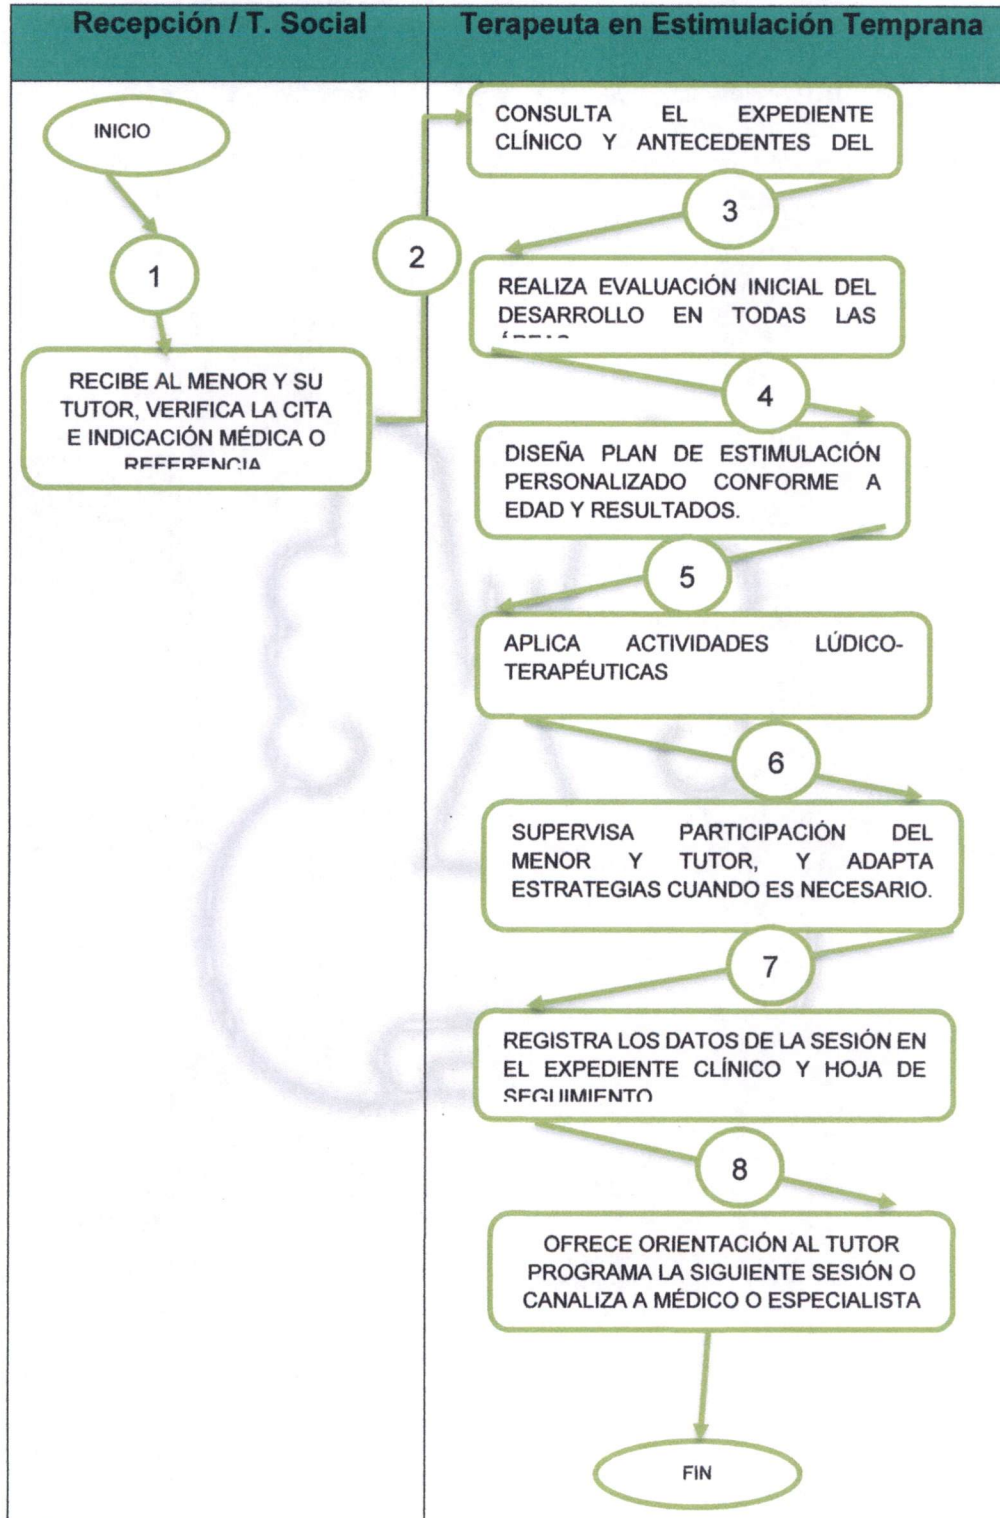 Recepción / T. Social
Terapeuta en Estimulación Temprana
INICIO
1
RECIBE AL MENOR Y SU
TUTOR, VERIFICA LA CITA
E INDICACIÓN MÉDICA O
REFERENCIA
2
CONSULTA EL EXPEDIENTE
CLÍNICO Y ANTECEDENTES DEL
3
REALIZA EVALUACIÓN INICIAL DEL
DESARROLLO EN TODAS LAS
4
DISEÑA PLAN DE ESTIMULACIÓN
PERSONALIZADO CONFORME A
EDAD Y RESULTADOS.
5
APLICA ACTIVIDADES LÚDICO-
TERAPÉUTICAS
6
SUPERVISA PARTICIPACIÓN DEL
MENOR Y TUTOR, Y ADAPTA
ESTRATEGIAS CUANDO ES NECESARIO.
7
REGISTRA LOS DATOS DE LA SESIÓN EN
EL EXPEDIENTE CLÍNICO Y HOJA DE
SEGUIMIENTO
8
OFRECE ORIENTACIÓN AL TUTOR
PROGRAMA LA SIGUIENTE SESIÓN O
CANALIZA A MÉDICO O ESPECIALISTA
FIN